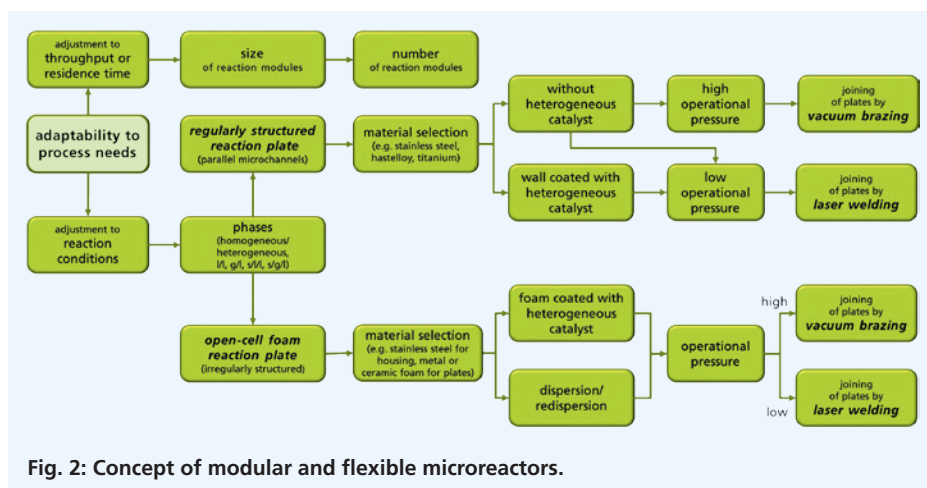 adjustment to
throughput or
residence time
size
of reaction modules
number
of reaction modules
adaptability to
process needs
regularly structured
reaction plate
(parallel microchannels)
material selection
(e.g. stainless steel,
hastelloy, titanium)
without
heterogeneous
catalyst
high
operational
pressure
joining
of plates by
vacuum brazing
wall coated with
heterogeneous
catalyst
low
operational
pressure
joining
of plates by
laser welding
adjustment to
reaction
conditions
phases
(homogeneous/
heterogeneous,
l/l, g/l, s/l/l, s/g/l)
open-cell foam
reaction plate
(irregularly structured)
material selection
(e.g. stainless steel for
housing, metal or
ceramic foam for plates)
foam coated with
heterogeneous
catalyst
dispersion/
redispersion
operational
pressure
high
joining
of plates by
vacuum brazing
low
joining
of plates by
laser welding
Fig. 2: Concept of modular and flexible microreactors.